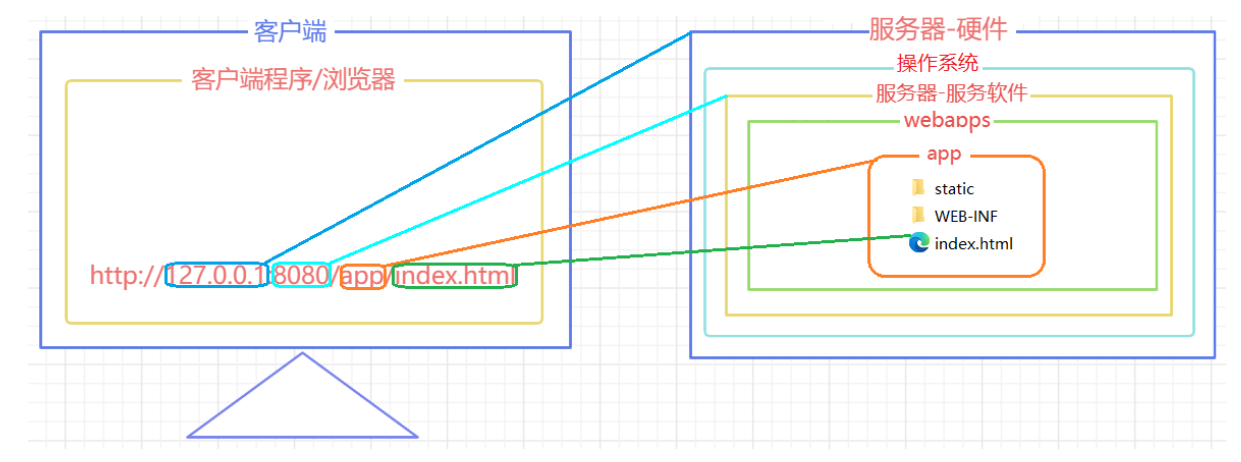 客户端
客户端程序/浏览器
http://127.0.0.1:8080/app/index.html
服务器-硬件
操作系统
服务器-服务软件
webapps
app
static
WEB-INF
index.html